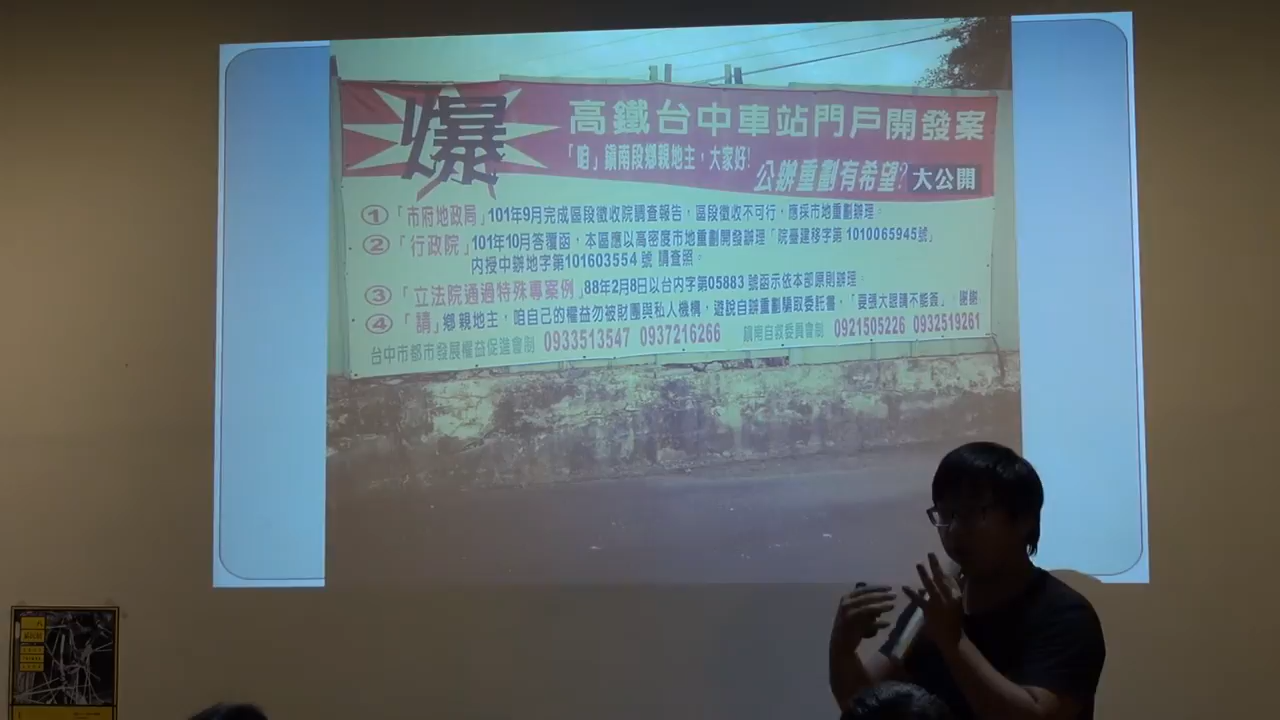 爆
高鐵台中車站門戶開發案
「咱」鎮南段鄉親地主，大家好！
公辦重劃有希望？大公開
①「市府地政局」101年9月完成區段徵收院調查報告，區段徵收不可行，應採市地重劃辦理。
②「行政院」101年10月答覆函，本區應以高密度市地重劃開發辦理「院臺建移字第1010065945號」
內授中辦地字第101603554 號 請查照。
③「立法院通過特殊專案例」88年2月8日以台內字第05883 號函示依本部原則辦理。
④「請」鄉親地主，咱自己的權益勿被財團與私人機構，遊說自辦重劃騙取委託書，「要張大眼睛不能簽」謝謝
台中市都市發展權益促進會制 0933513547 0937216266 鎮南自救委員會制 0921505226 0932519261